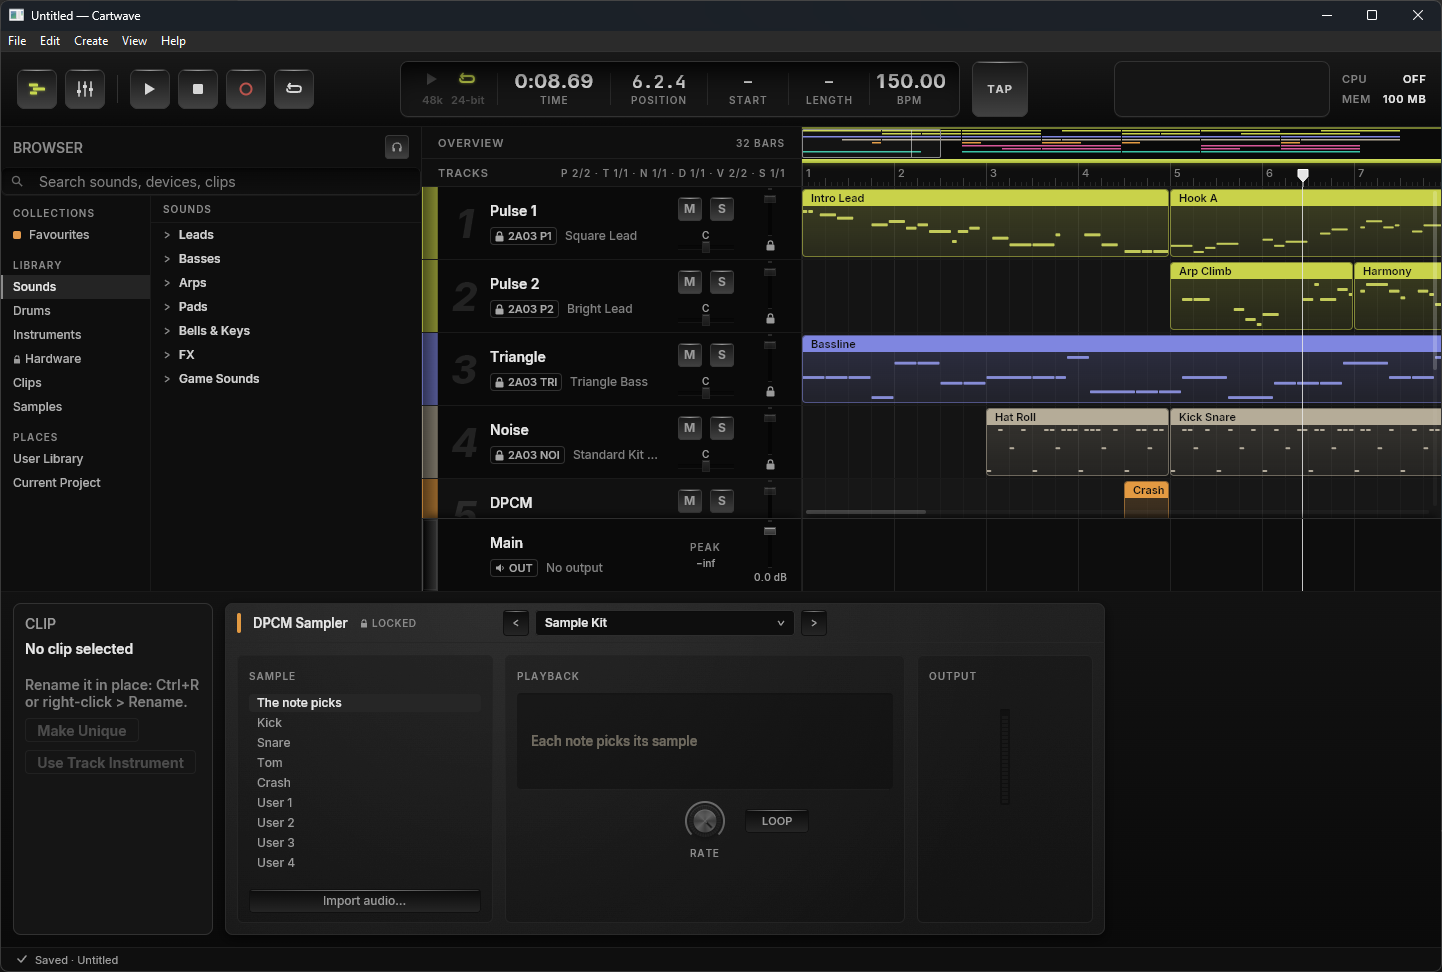 Untitled — Cartwave
File Edit Create View Help
48k 24-bit
0:08.69 TIME
6.2.4 POSITION
– START
– LENGTH
150.00 BPM
TAP
CPU OFF
MEM 100 MB
BROWSER
Search sounds, devices, clips
COLLECTIONS
Favourites
LIBRARY
Sounds
Drums
Instruments
Hardware
Clips
Samples
PLACES
User Library
Current Project
SOUNDS
> Leads
> Basses
> Arps
> Pads
> Bells & Keys
> FX
> Game Sounds
OVERVIEW 32 BARS
TRACKS P 2/2 · T 1/1 · N 1/1 · D 1/1 · V 2/2 · S 1/1
1 2 3 4 5 6 7
1 Pulse 1 M S
2A03 P1 Square Lead C
Intro Lead Hook A
2 Pulse 2 M S
2A03 P2 Bright Lead C
Arp Climb Harmony
3 Triangle M S
2A03 TRI Triangle Bass C
Bassline
4 Noise M S
2A03 NOI Standard Kit ... C
Hat Roll Kick Snare
5 DPCM M S
Crash
Main PEAK
OUT No output –inf
0.0 dB
CLIP
No clip selected
Rename it in place: Ctrl+R
or right-click > Rename.
Make Unique
Use Track Instrument
DPCM Sampler LOCKED < Sample Kit >
SAMPLE
The note picks
Kick
Snare
Tom
Crash
User 1
User 2
User 3
User 4
Import audio...
PLAYBACK
Each note picks its sample
LOOP
RATE
OUTPUT
Saved · Untitled